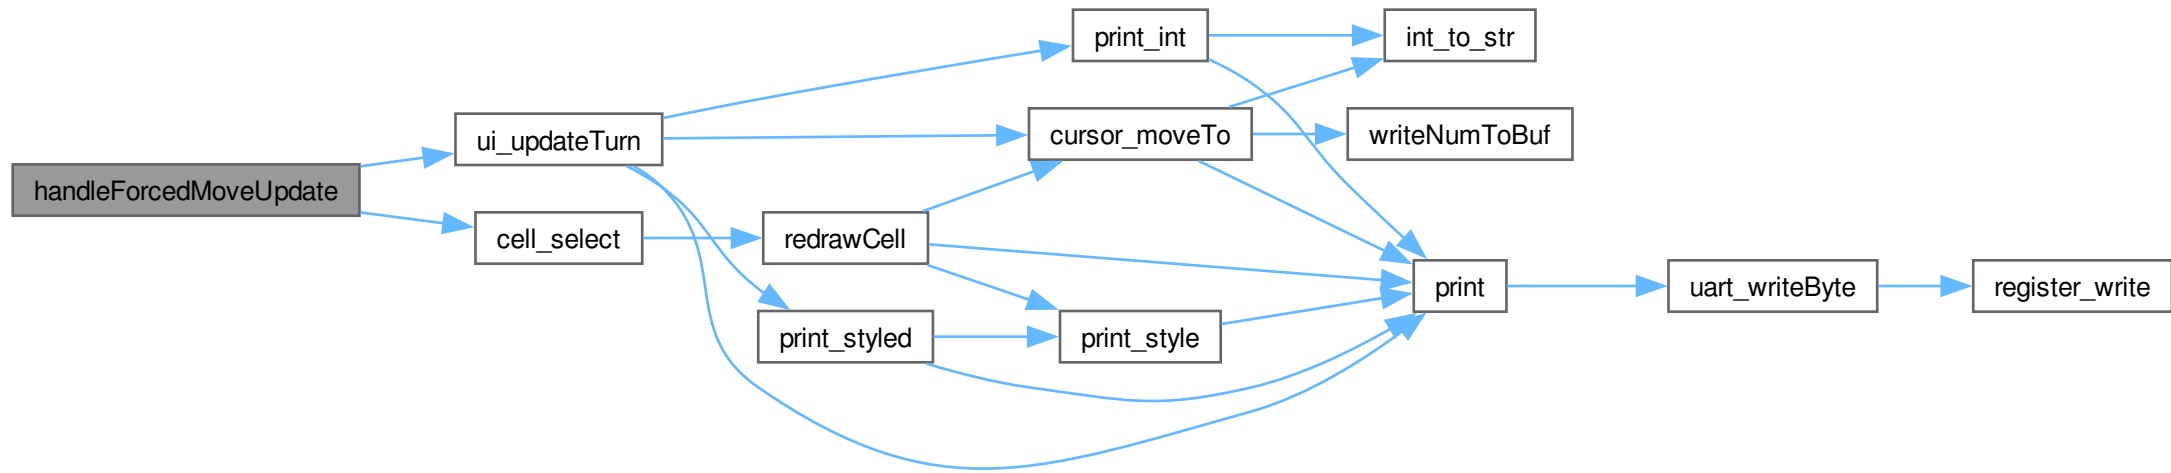 handleForcedMoveUpdate
ui_updateTurn
cell_select
redrawCell
print_styled
print_int
cursor_moveTo
print_style
int_to_str
writeNumToBuf
print
uart_writeByte
register_write